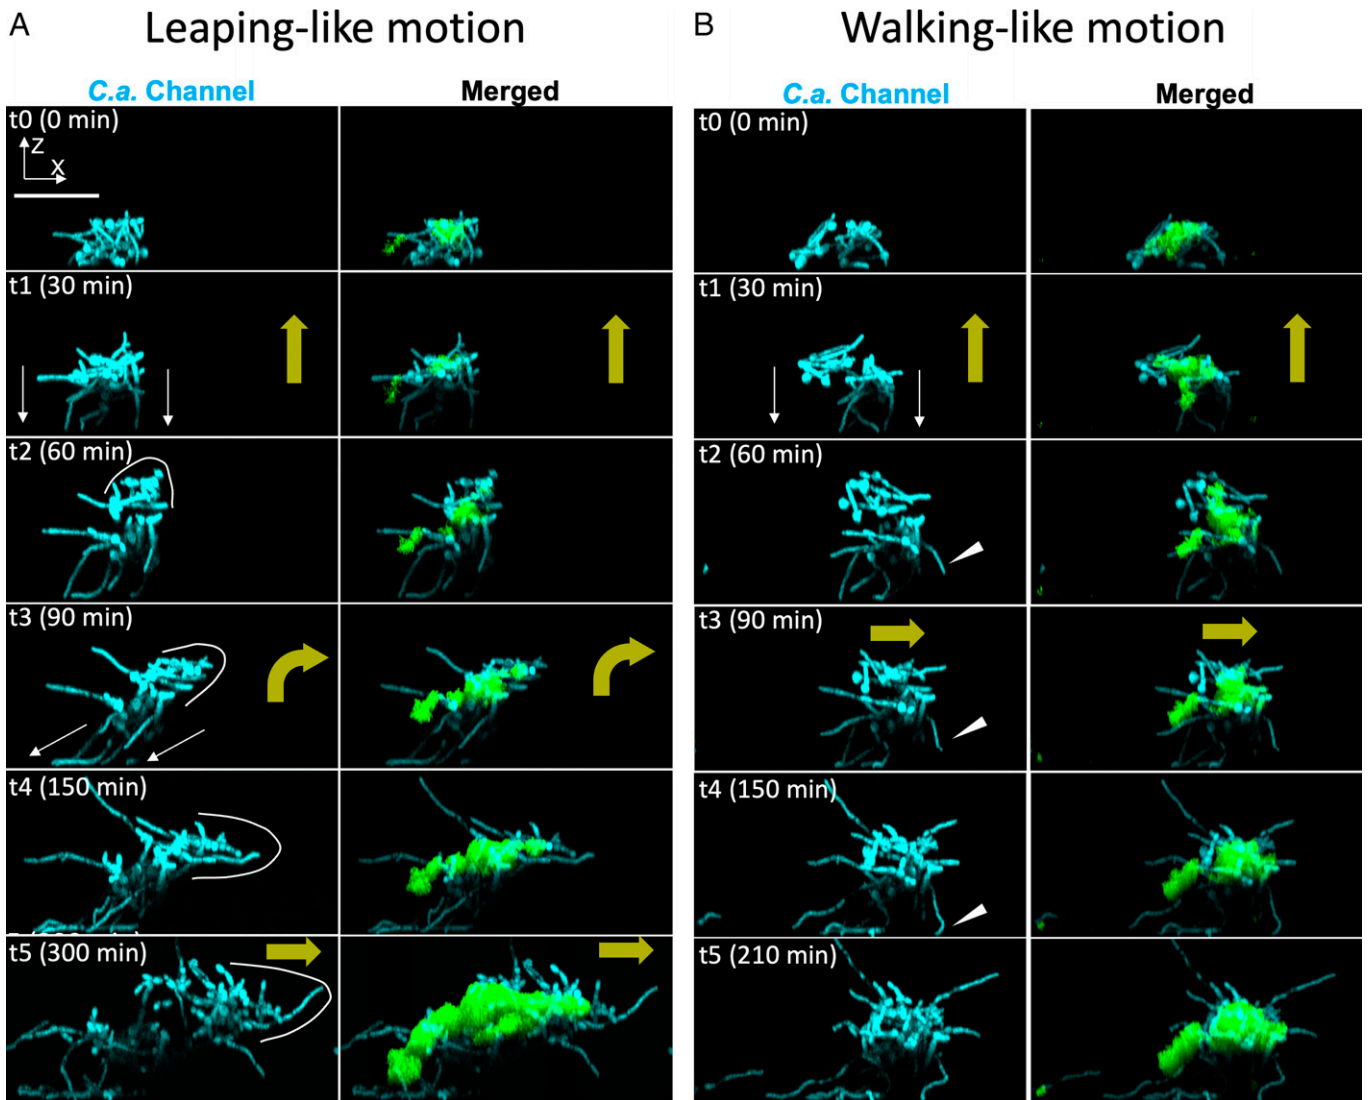 A
Leaping-like motion
B
Walking-like motion
C.a. Channel
Merged
C.a. Channel
Merged
t0 (0 min)
Z
X
t0 (0 min)
t1 (30 min)
t1 (30 min)
t2 (60 min)
t2 (60 min)
t3 (90 min)
t3 (90 min)
t4 (150 min)
t4 (150 min)
t5 (300 min)
t5 (210 min)